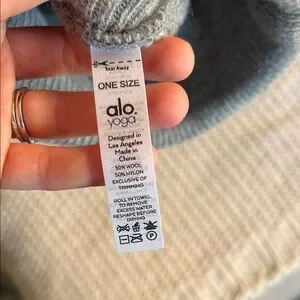 Tear Away
ONE SIZE
alo
yoga
Designed in
Los Angeles
Made in
China
50% WOOL
50% NYLON
EXCLUSIVE OF
TRIMMING
ROLL IN TOWEL
TO REMOVE
EXCESS WATER
RESHAPE BEFORE
DRYING
P